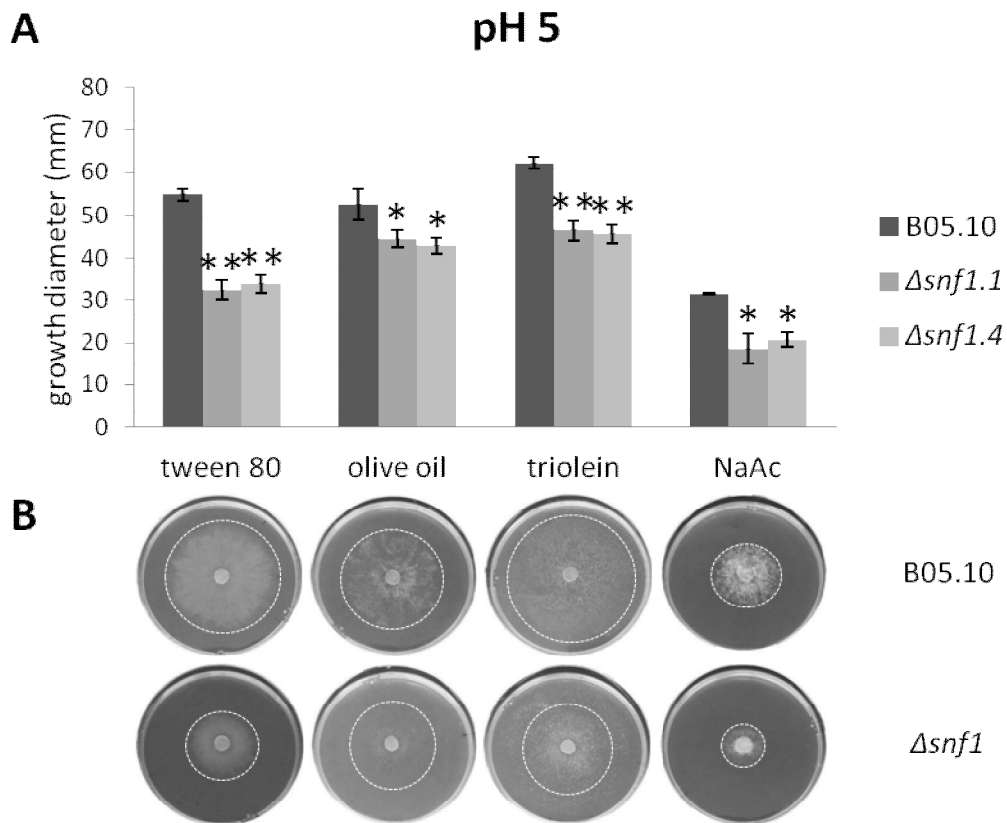 A
pH 5
growth diameter (mm)
80
70
60
50
40
30
20
10
0
* *
* *
*
*
* *
* *
*
*
tween 80
olive oil
triolein
NaAc
B05.10
Δsnf1.1
Δsnf1.4
B
B05.10
Δsnf1